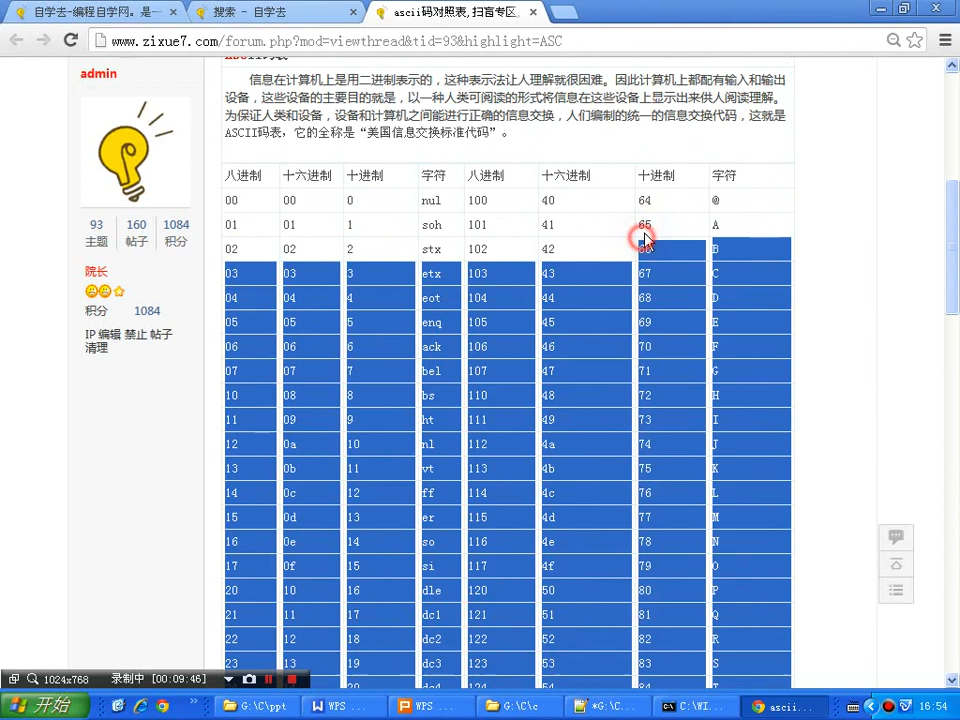 自学去-编程自学网。是一 搜索 - 自学去 ascii码对照表,扫盲专区,
www.zixue7.com/forum.php?mod=viewthread&tid=93&highlight=ASC
admin
信息在计算机上是用二进制表示的，这种表示法让人理解就很困难。因此计算机上都配有输入和输出
设备，这些设备的主要目的就是，以一种人类可阅读的形式将信息在这些设备上显示出来供人阅读理解。
为保证人类和设备，设备和计算机之间能进行正确的信息交换，人们编制的统一的信息交换代码，这就是
ASCII码表，它的全称是“美国信息交换标准代码”。
93 160 1084
主题 帖子 积分
院长
积分 1084
IP 编辑 禁止 帖子
清理
八进制 十六进制 十进制 字符 八进制 十六进制 十进制 字符
00 00 0 nul 100 40 64 @
01 01 1 soh 101 41 65 A
02 02 2 stx 102 42 66 B
03 03 3 etx 103 43 67 C
04 04 4 eot 104 44 68 D
05 05 5 enq 105 45 69 E
06 06 6 ack 106 46 70 F
07 07 7 bel 107 47 71 G
10 08 8 bs 110 48 72 H
11 09 9 ht 111 49 73 I
12 0a 10 nl 112 4a 74 J
13 0b 11 vt 113 4b 75 K
14 0c 12 ff 114 4c 76 L
15 0d 13 er 115 4d 77 M
16 0e 14 so 116 4e 78 N
17 0f 15 si 117 4f 79 O
20 10 16 dle 120 50 80 P
21 11 17 dc1 121 51 81 Q
22 12 18 dc2 122 52 82 R
23 13 19 dc3 123 53 83 S
20 dc4 124 54 84 T
1024x768 录制中 [00:09:46]
开始 G:\C\ppt WPS ... WPS ... G:\C\c *G:\C... C:\WI... ascii... 16:54